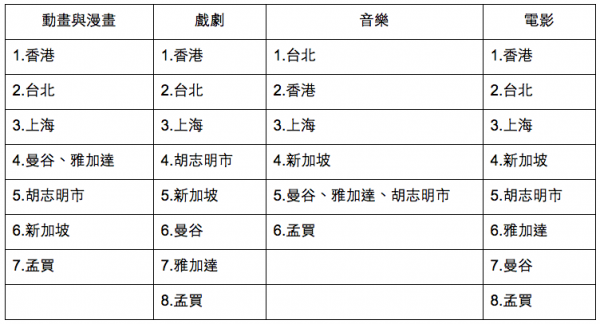 動畫與漫畫 戲劇 音樂 電影
1.香港 1.香港 1.台北 1.香港
2.台北 2.台北 2.香港 2.台北
3.上海 3.上海 3.上海 3.上海
4.曼谷、雅加達 4.胡志明市 4.新加坡 4.新加坡
5.胡志明市 5.新加坡 5.曼谷、雅加達、胡志明市 5.胡志明市
6.新加坡 6.曼谷 6.孟買 6.雅加達
7.孟買 7.雅加達 7.曼谷
8.孟買 8.孟買